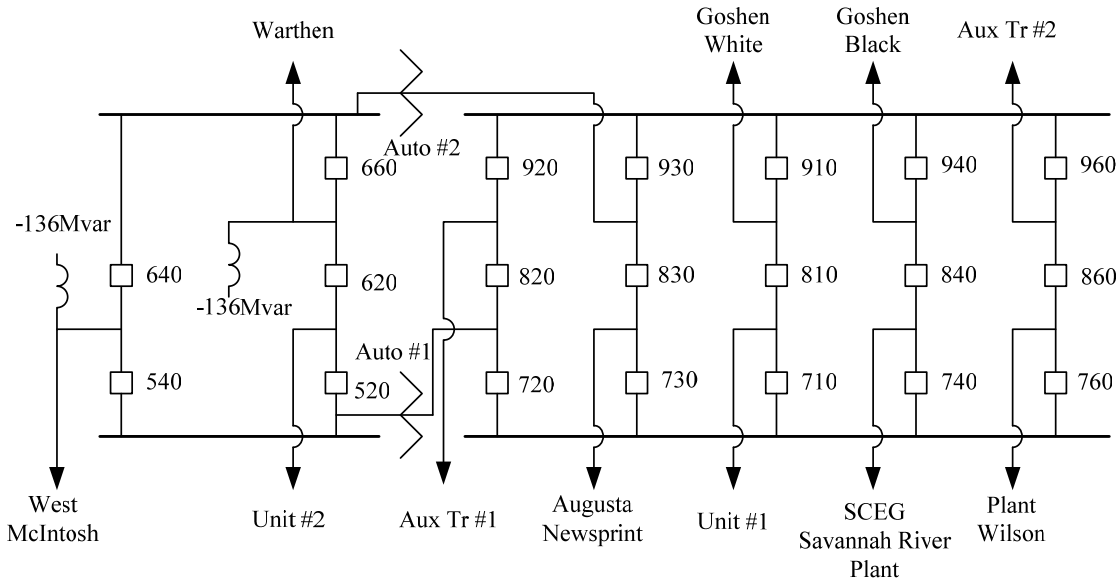 Warthen
Goshen
White
Goshen
Black
Aux Tr #2
Auto #2
660
920
930
910
940
960
-136Mvar
640
-136Mvar
620
820
830
810
840
860
Auto #1
540
520
720
730
710
740
760
West
McIntosh
Unit #2
Aux Tr #1
Augusta
Newsprint
Unit #1
SCEG
Savannah River
Plant
Plant
Wilson